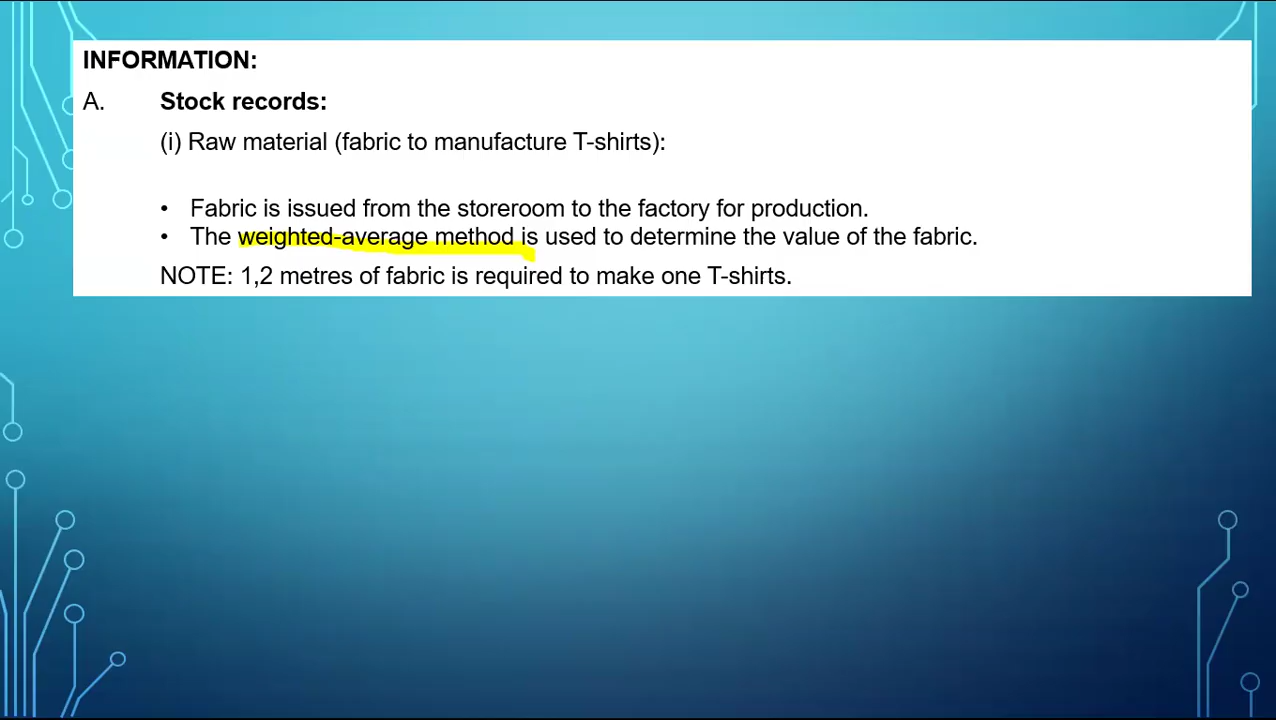 INFORMATION:
A. Stock records:
(i) Raw material (fabric to manufacture T-shirts):
• Fabric is issued from the storeroom to the factory for production.
• The weighted-average method is used to determine the value of the fabric.
NOTE: 1,2 metres of fabric is required to make one T-shirts.